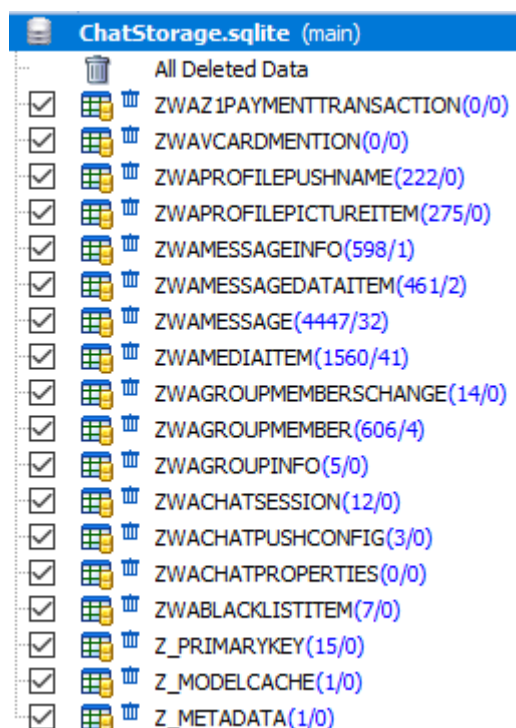 ChatStorage.sqlite (main)
All Deleted Data
ZWAZ1PAYMENTTRANSACTION(0/0)
ZWAVCARDMENTION(0/0)
ZWAPROFILEPUSHNAME(222/0)
ZWAPROFILEPICTUREITEM(275/0)
ZWAMESSAGEINFO(598/1)
ZWAMESSAGEDATAITEM(461/2)
ZWAMESSAGE(4447/32)
ZWAMEDIAITEM(1560/41)
ZWAGROUPMEMBERSCHANGE(14/0)
ZWAGROUPMEMBER(606/4)
ZWAGROUPINFO(5/0)
ZWACHATSESSION(12/0)
ZWACHATPUSHCONFIG(3/0)
ZWACHATPROPERTIES(0/0)
ZWABLACKLISTITEM(7/0)
Z_PRIMARYKEY(15/0)
Z_MODELCACHE(1/0)
Z_METADATA(1/0)